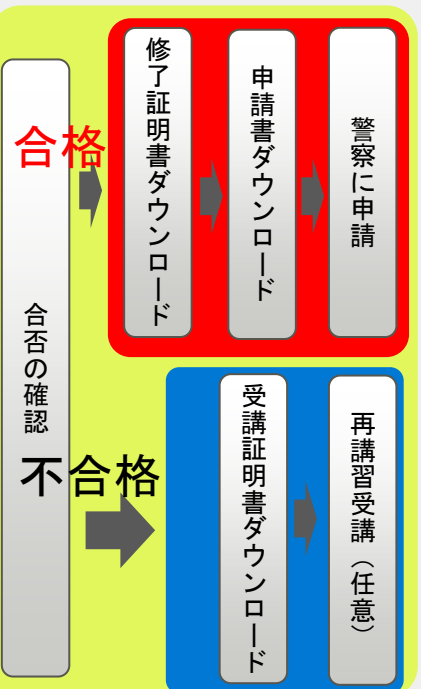 合否の確認
合格
修了証明書ダウンロード
申請書ダウンロード
警察に申請
不合格
受講証明書ダウンロード
再講習受講（任意）